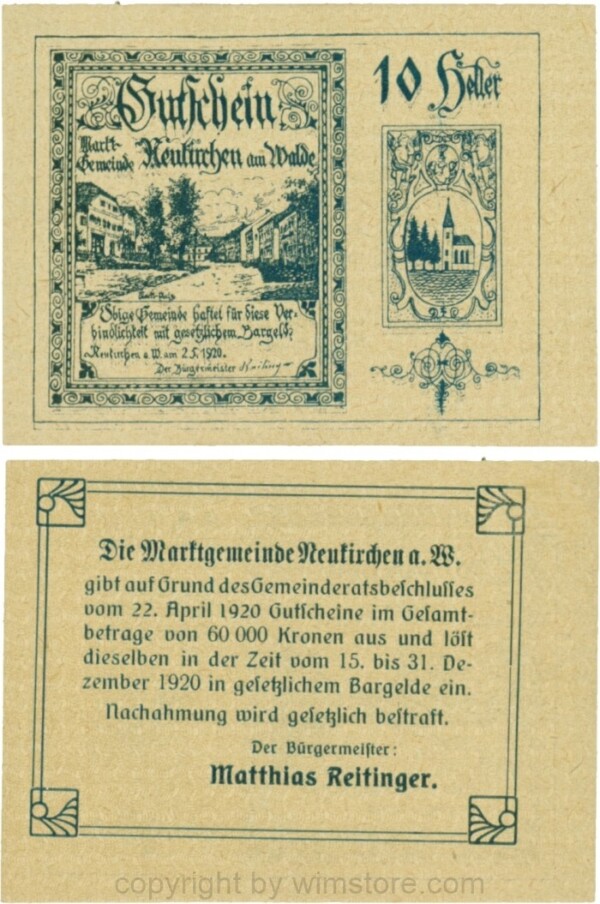 Gutschein
10 Heller
Markt-
Gemeinde Neukirchen am Walde
Obige Gemeinde haftet für diese Ver-
bindlichkeit mit gesetzlichem Bargeld.
Neukirchen a. W. am 2.5.1920.
Der Bürgermeister
Die Marktgemeinde Neukirchen a. W.
gibt auf Grund des Gemeinderatsbeschlusses
vom 22. April 1920 Gutscheine im Gesamt-
betrage von 60 000 Kronen aus und löst
dieselben in der Zeit vom 15. bis 31. De-
zember 1920 in gesetzlichem Bargelde ein.
Nachahmung wird gesetzlich bestraft.
Der Bürgermeister:
Matthias Reitinger.
copyright by wimstore.com